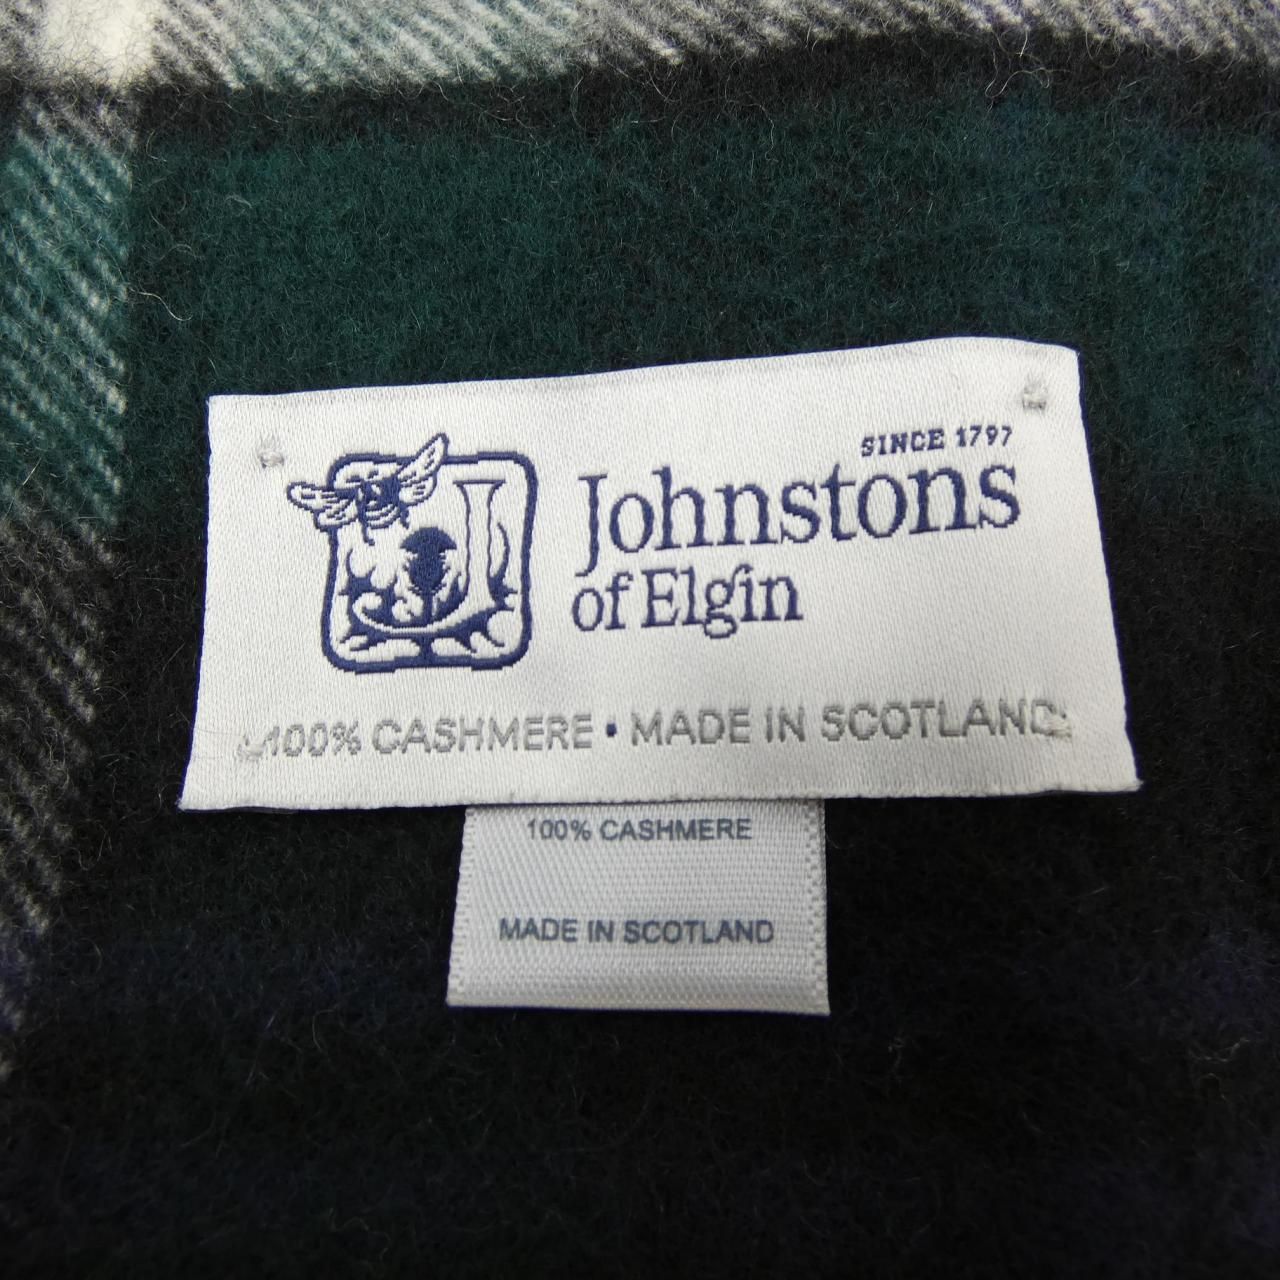 SINCE 1797
Johnstons
of Elgin
100% CASHMERE • MADE IN SCOTLAND
100% CASHMERE
MADE IN SCOTLAND